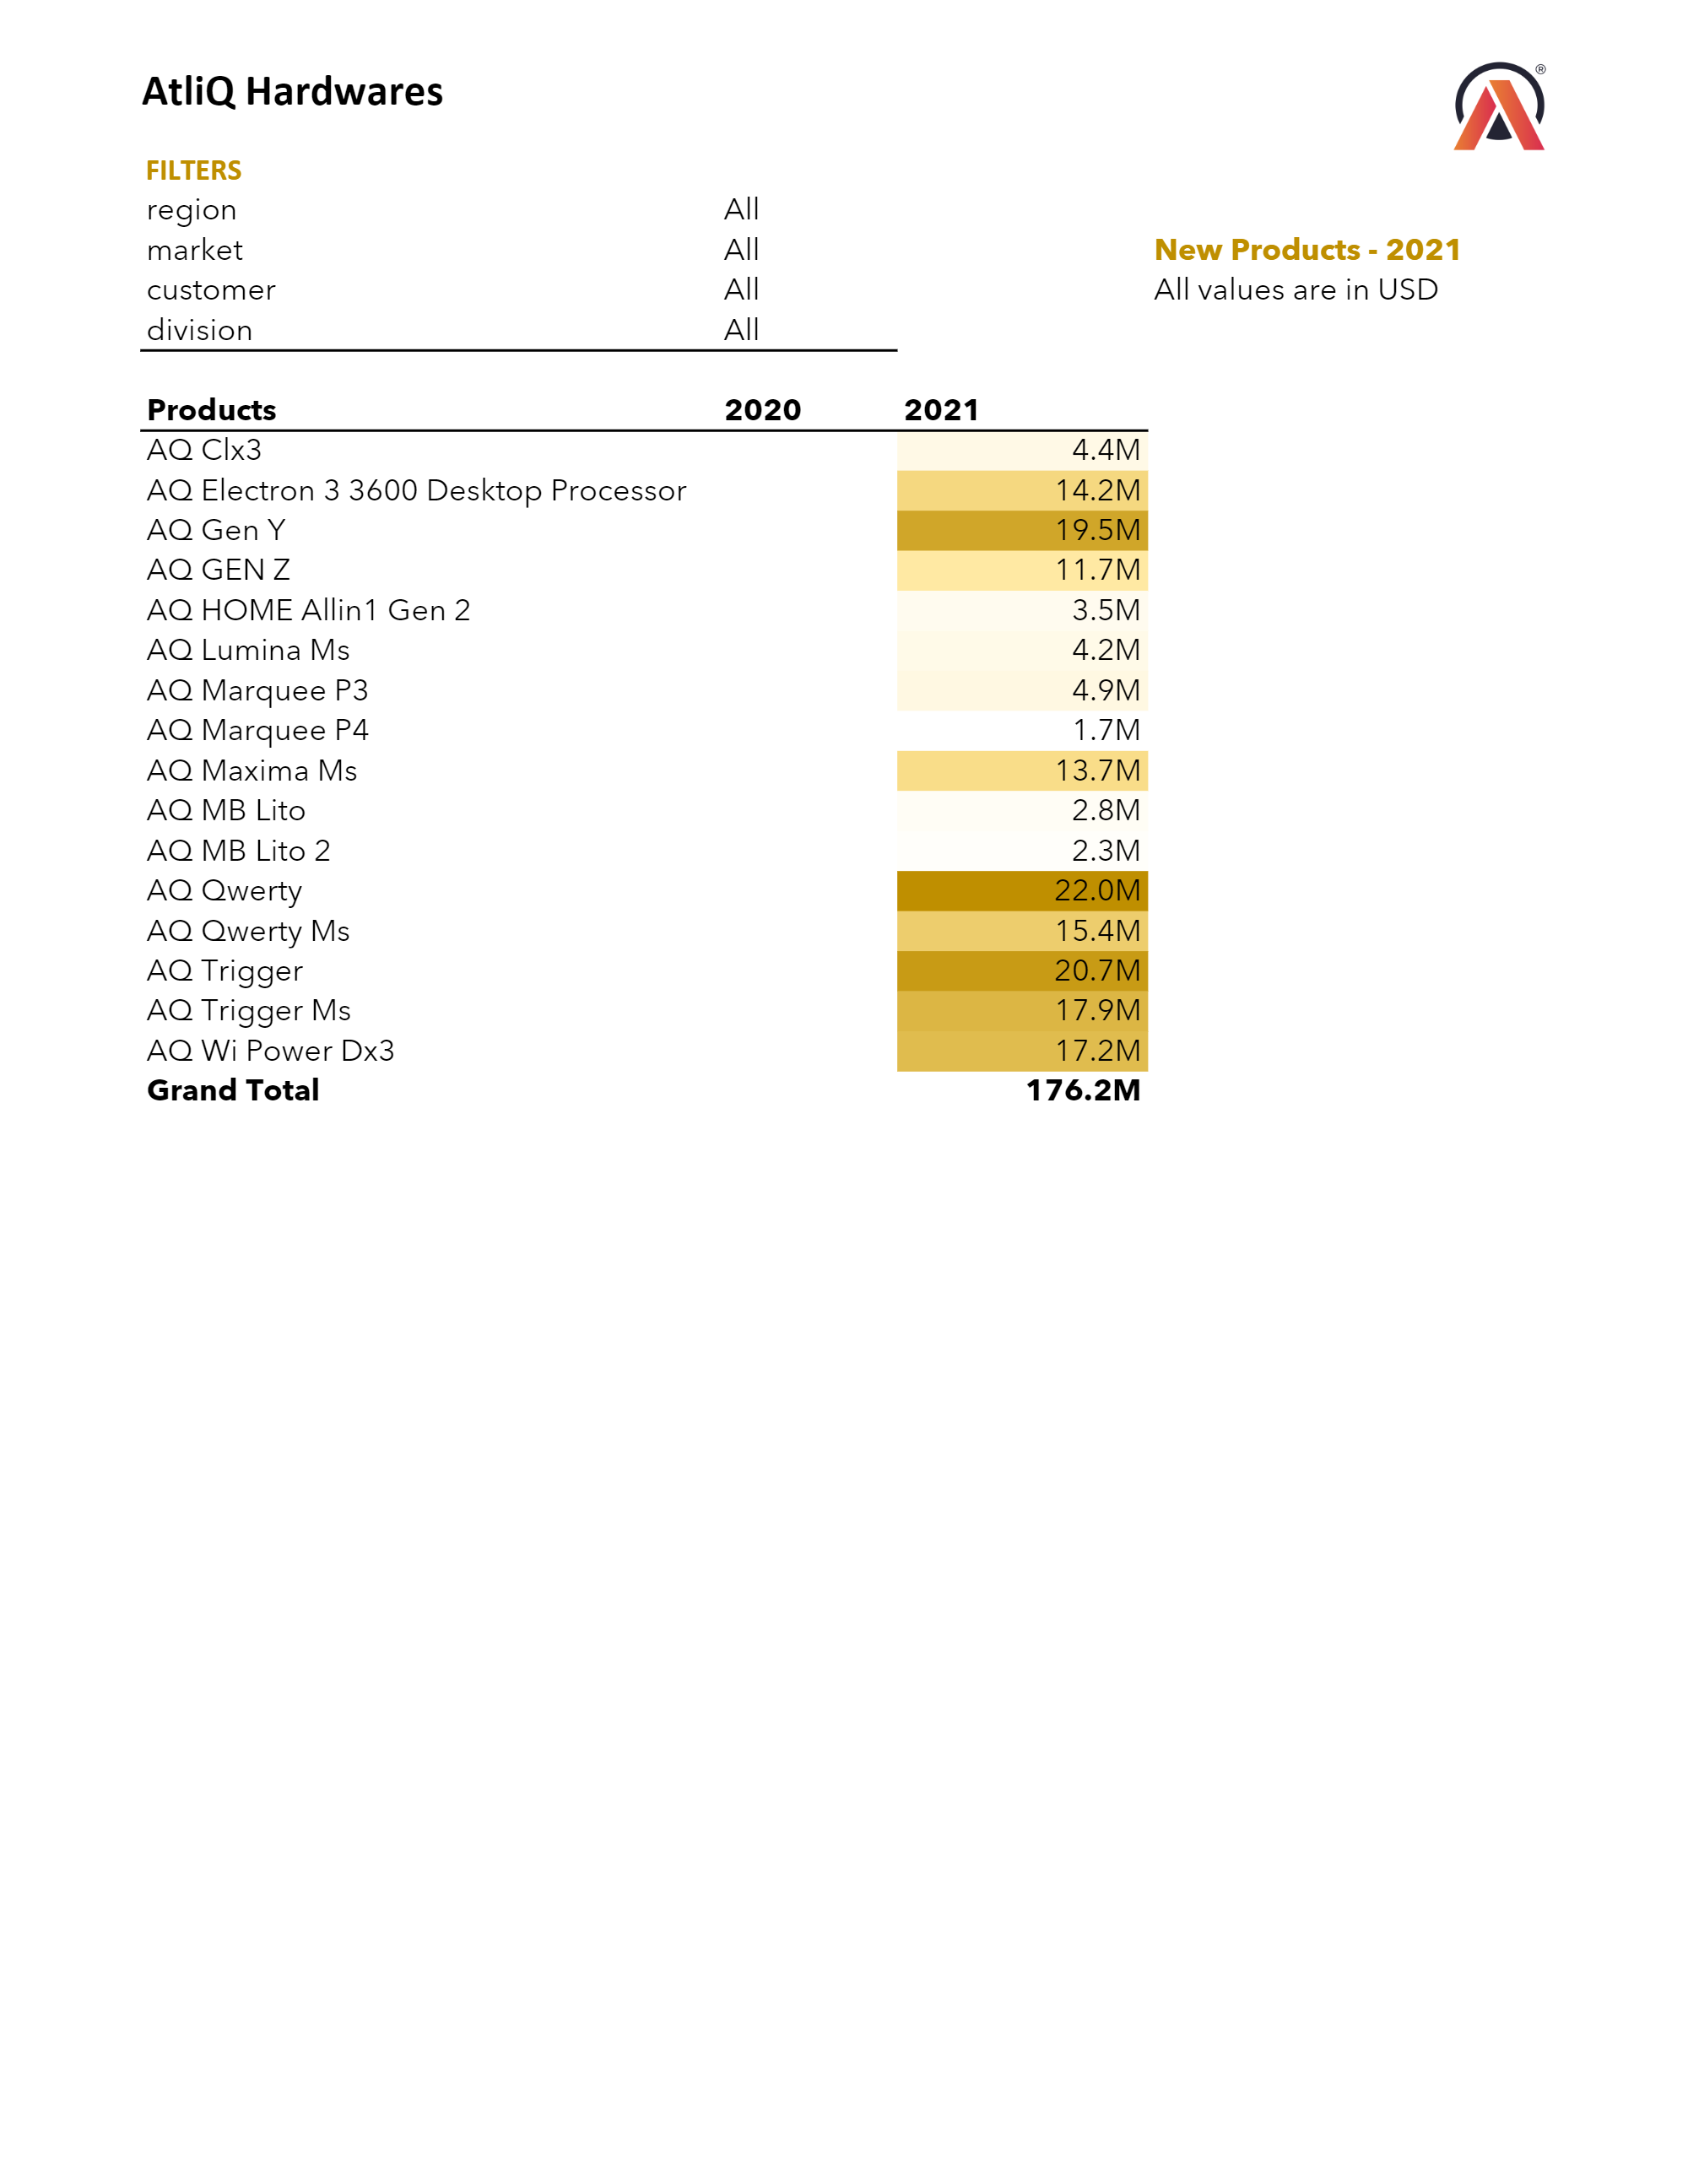 AtliQ Hardwares
®
FILTERS
region All
market All New Products - 2021
customer All All values are in USD
division All
Products 2020 2021
AQ Clx3 4.4M
AQ Electron 3 3600 Desktop Processor 14.2M
AQ Gen Y 19.5M
AQ GEN Z 11.7M
AQ HOME Allin1 Gen 2 3.5M
AQ Lumina Ms 4.2M
AQ Marquee P3 4.9M
AQ Marquee P4 1.7M
AQ Maxima Ms 13.7M
AQ MB Lito 2.8M
AQ MB Lito 2 2.3M
AQ Qwerty 22.0M
AQ Qwerty Ms 15.4M
AQ Trigger 20.7M
AQ Trigger Ms 17.9M
AQ Wi Power Dx3 17.2M
Grand Total 176.2M